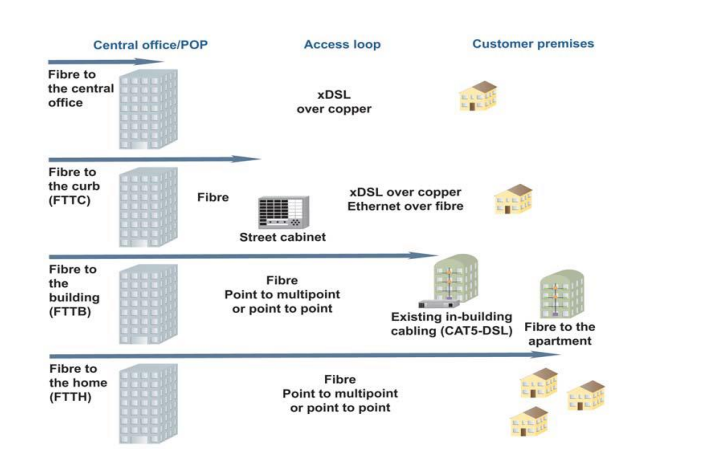 Central office/POP
Access loop
Customer premises
Fibre to
the central
office
xDSL
over copper
Fibre to
the curb
(FTTC)
Fibre
Street cabinet
xDSL over copper
Ethernet over fibre
Fibre to
the
building
(FTTB)
Fibre
Point to multipoint
or point to point
Existing in-building
cabling (CAT5-DSL)
Fibre to the
apartment
Fibre to
the home
(FTTH)
Fibre
Point to multipoint
or point to point